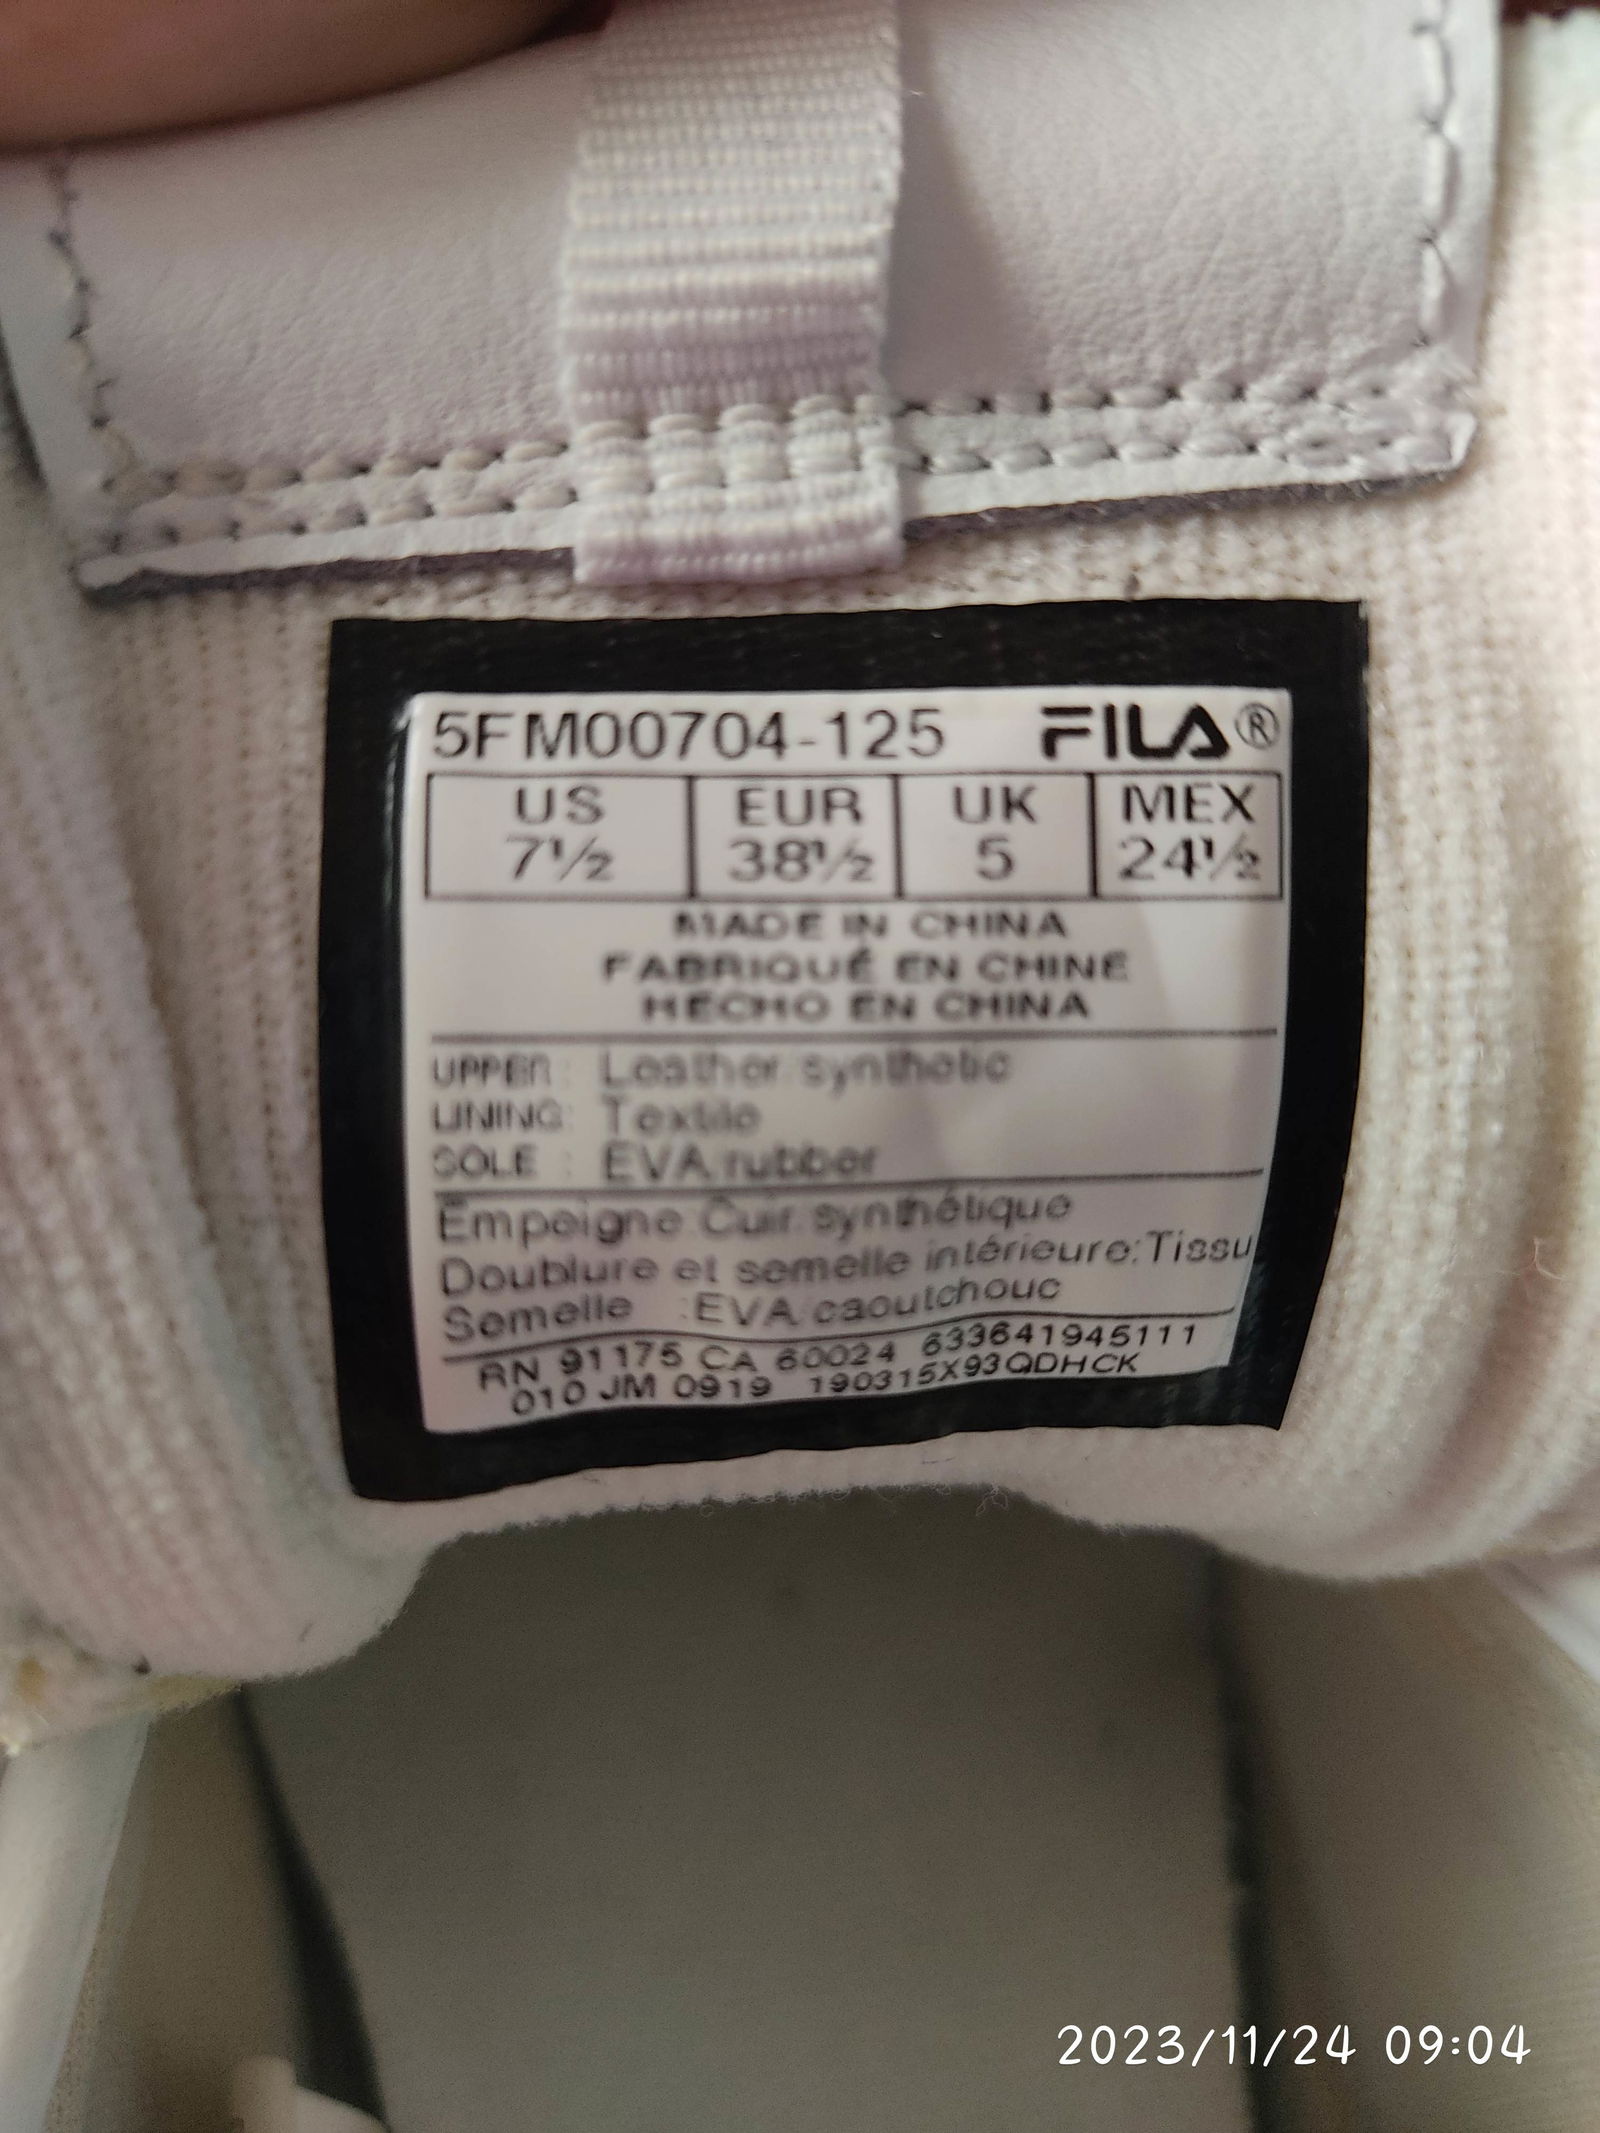 5FM00704-125 FILA®
US EUR UK MEX
7½ 38½ 5 24½
MADE IN CHINA
FABRIQUÉ EN CHINE
HECHO EN CHINA
UPPER: Leather synthetic
LINING: Textile
SOLE : EVA rubber
Empeigne: Cuir synthétique
Doublure et semelle intérieure: Tissu
Semelle :EVA caoutchouc
RN 91175 CA 60024 633641945111
010 JM 0919 190315X93QDHCK
2023/11/24 09:04